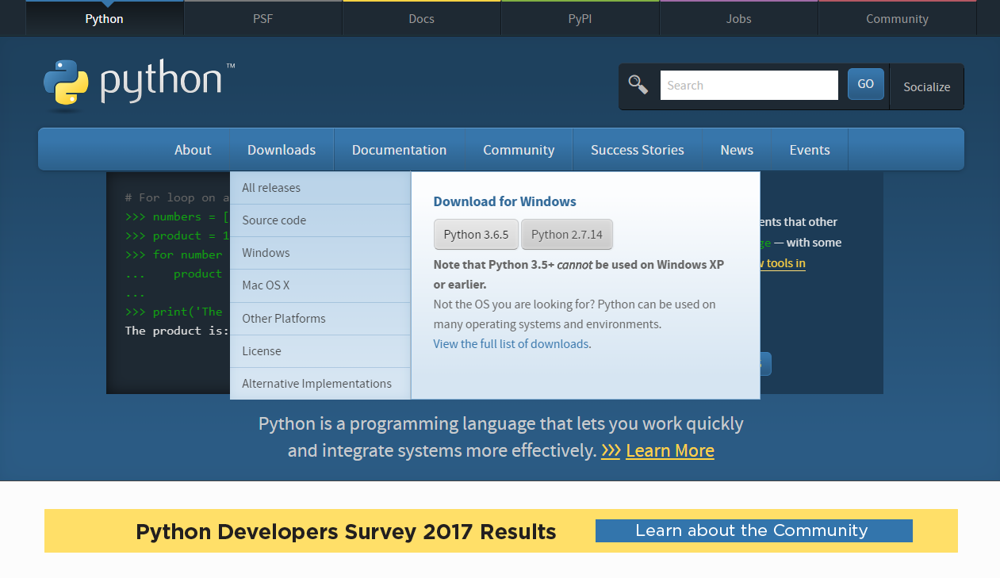 Python PSF Docs PyPI Jobs Community
python™
Search GO Socialize
About Downloads Documentation Community Success Stories News Events
# For loop on a
>>> numbers = [
>>> product = 1
>>> for number
... product
...
>>> print('The
The product is:
All releases
Source code
Windows
Mac OS X
Other Platforms
License
Alternative Implementations
Download for Windows
Python 3.6.5 Python 2.7.14
Note that Python 3.5+ cannot be used on Windows XP
or earlier.
Not the OS you are looking for? Python can be used on
many operating systems and environments.
View the full list of downloads.
that other
— with some
tools in
Python is a programming language that lets you work quickly
and integrate systems more effectively. >>> Learn More
Python Developers Survey 2017 Results Learn about the Community